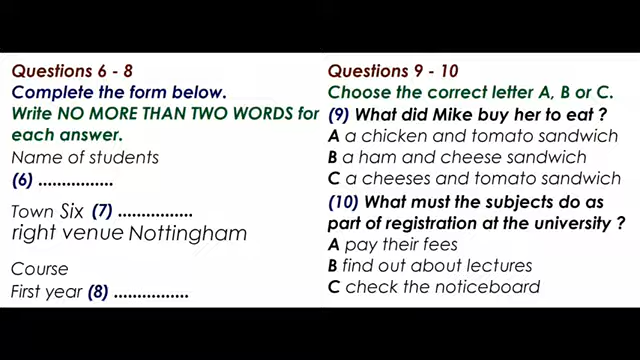 Questions 6 - 8
Complete the form below.
Write NO MORE THAN TWO WORDS for
each answer.
Name of students
(6) ................
Town Six (7) ................
right venue Nottingham
Course
First year (8) ................
Questions 9 - 10
Choose the correct letter A, B or C.
(9) What did Mike buy her to eat ?
A a chicken and tomato sandwich
B a ham and cheese sandwich
C a cheeses and tomato sandwich
(10) What must the subjects do as
part of registration at the university ?
A pay their fees
B find out about lectures
C check the noticeboard